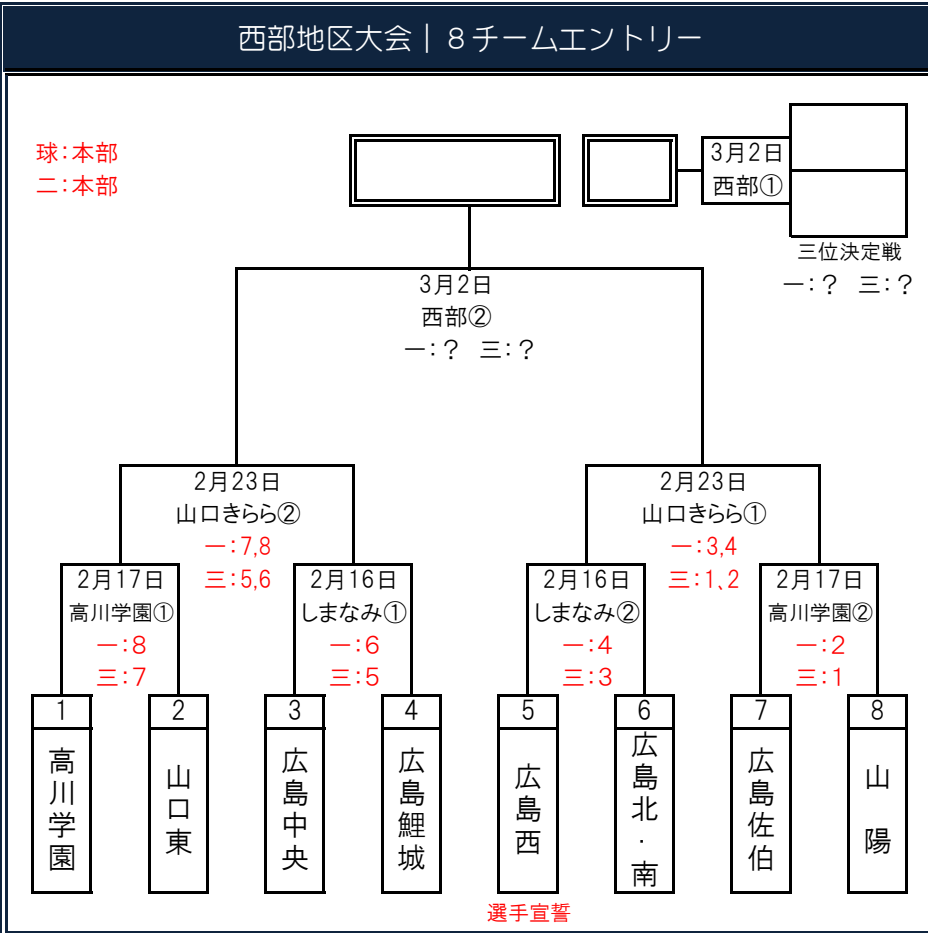 西部地区大会｜８チームエントリー
球：本部
二：本部
3月2日
西部①
三位決定戦
一：？ 三：？
3月2日
西部②
一：？ 三：？
2月23日
山口きらら②
一：7,8
三：5,6
2月23日
山口きらら①
一：3,4
三：1、2
2月17日
高川学園①
一：8
三：7
2月16日
しまなみ①
一：6
三：5
2月16日
しまなみ②
一：4
三：3
2月17日
高川学園②
一：2
三：1
1
2
3
4
5
6
7
8
高川学園
山口東
広島中央
広島鯉城
広島西
広島北・南
広島佐伯
山陽
選手宣誓